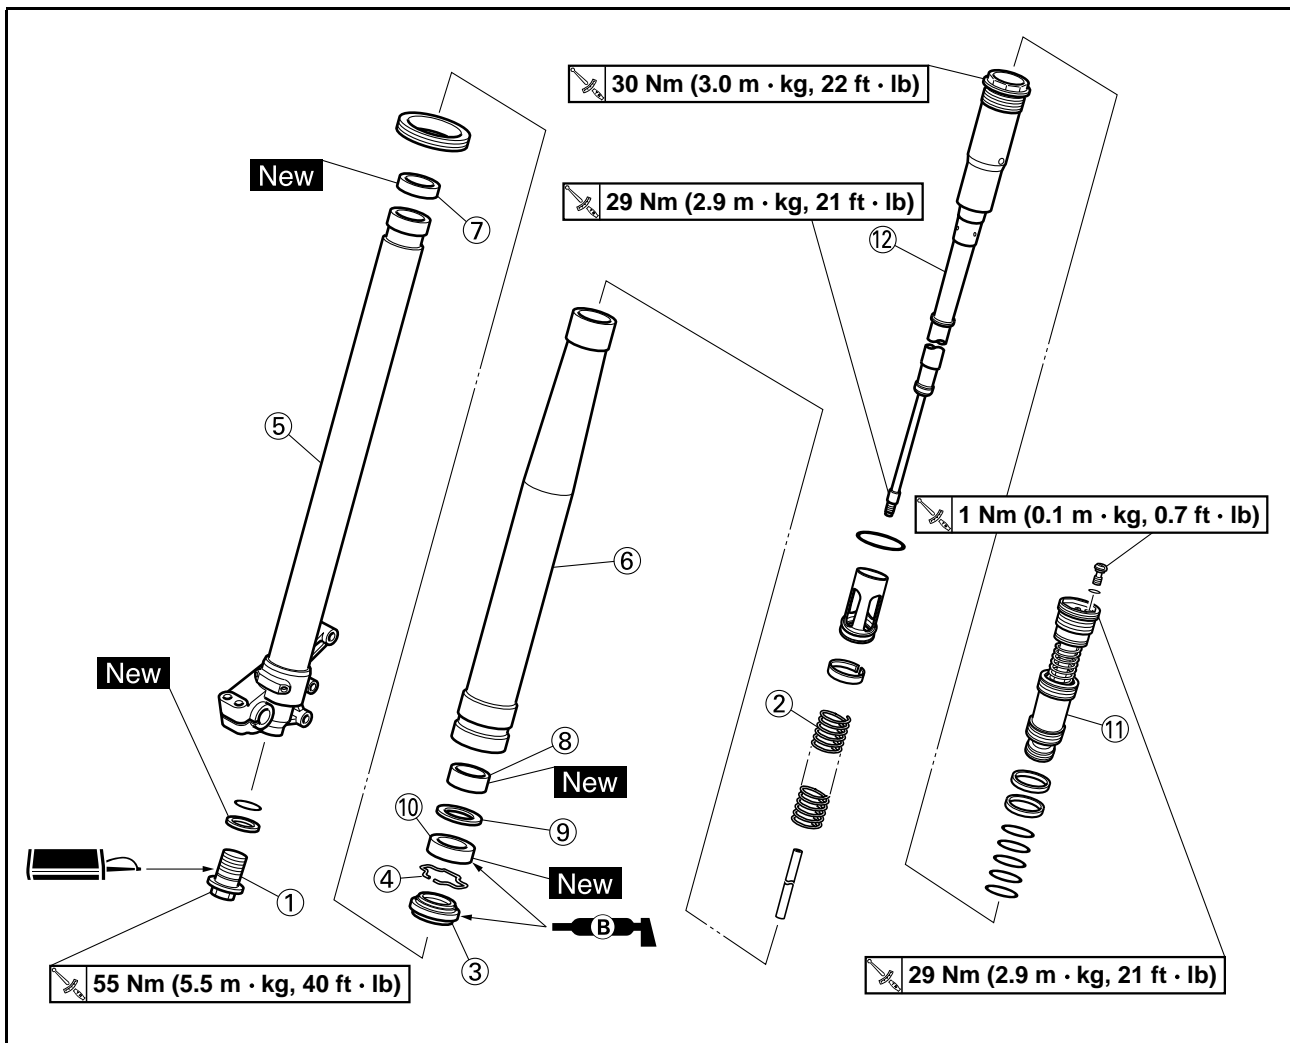 30 Nm (3.0 m · kg, 22 ft · lb)
New
29 Nm (2.9 m · kg, 21 ft · lb)
⑦
⑫
⑤
1 Nm (0.1 m · kg, 0.7 ft · lb)
⑥
New
②
⑪
⑧
New
⑩
⑨
④
New
①
B
③
55 Nm (5.5 m · kg, 40 ft · lb)
29 Nm (2.9 m · kg, 21 ft · lb)